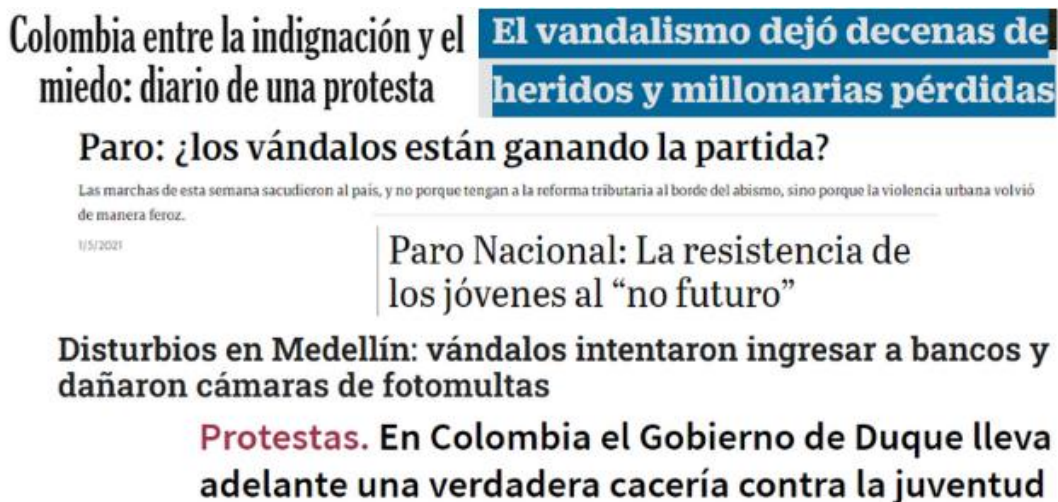 Colombia entre la indignación y el
miedo: diario de una protesta
El vandalismo dejó decenas de
heridos y millonarias pérdidas
Paro: ¿los vándalos están ganando la partida?
Las marchas de esta semana sacudieron al país, y no porque tengan a la reforma tributaria al borde del abismo, sino porque la violencia urbana volvió
de manera feroz.
1/5/2021
Paro Nacional: La resistencia de
los jóvenes al “no futuro”
Disturbios en Medellín: vándalos intentaron ingresar a bancos y
dañaron cámaras de fotomultas
Protestas. En Colombia el Gobierno de Duque lleva
adelante una verdadera cacería contra la juventud